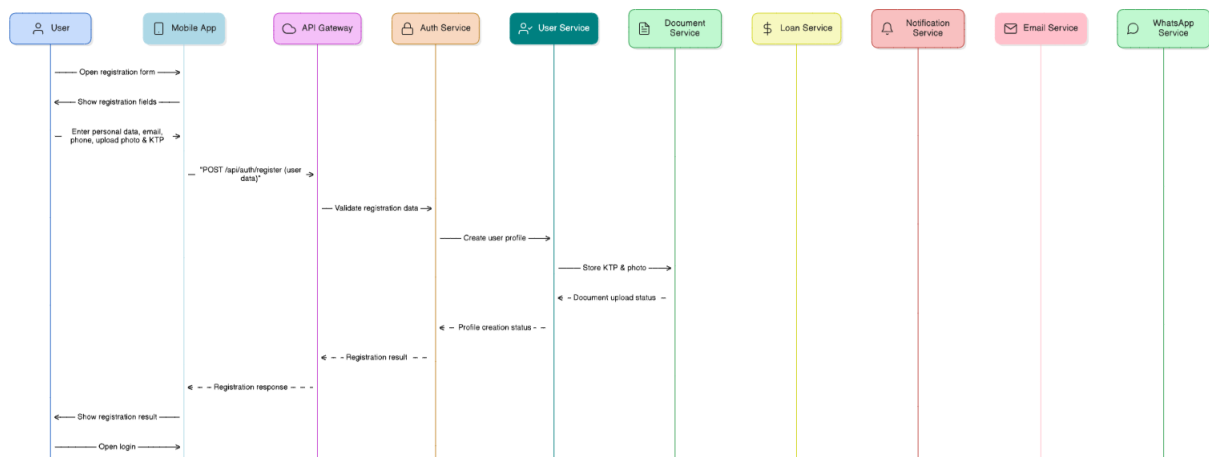 User
Mobile App
API Gateway
Auth Service
User Service
Document
Service
Loan Service
Notification
Service
Email Service
WhatsApp
Service
Open registration form
Show registration fields
Enter personal data, email,
phone, upload photo & KTP
"POST /api/auth/register (user
data)"
Validate registration data
Create user profile
Store KTP & photo
Document upload status
Profile creation status
Registration result
Registration response
Show registration result
Open login